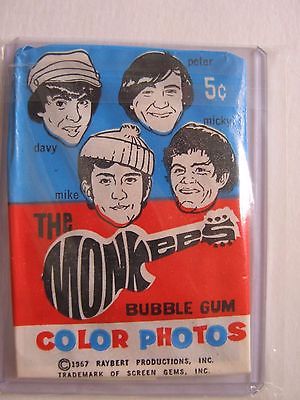 peter
5¢
micky
davy
mike
THE
MONKEES
BUBBLE GUM
COLOR PHOTOS
©1967 RAYBERT PRODUCTIONS, INC.
TRADEMARK OF SCREEN GEMS, INC.